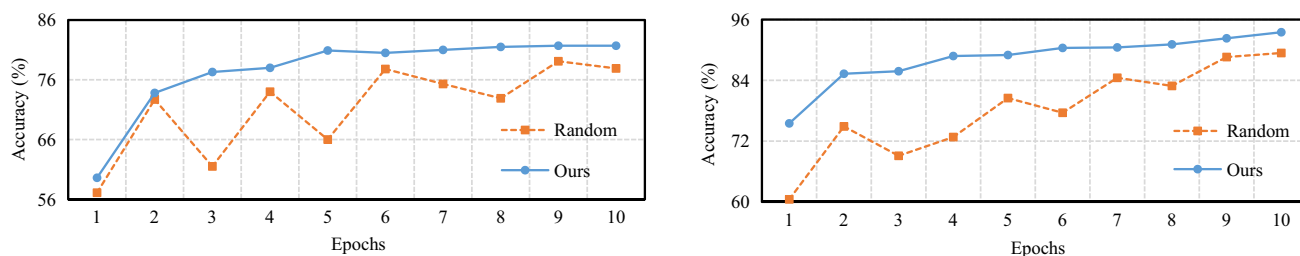 Accuracy (%)
86
76
66
56
Random
Ours
1 2 3 4 5 6 7 8 9 10
Epochs
Accuracy (%)
96
84
72
60
Random
Ours
1 2 3 4 5 6 7 8 9 10
Epochs